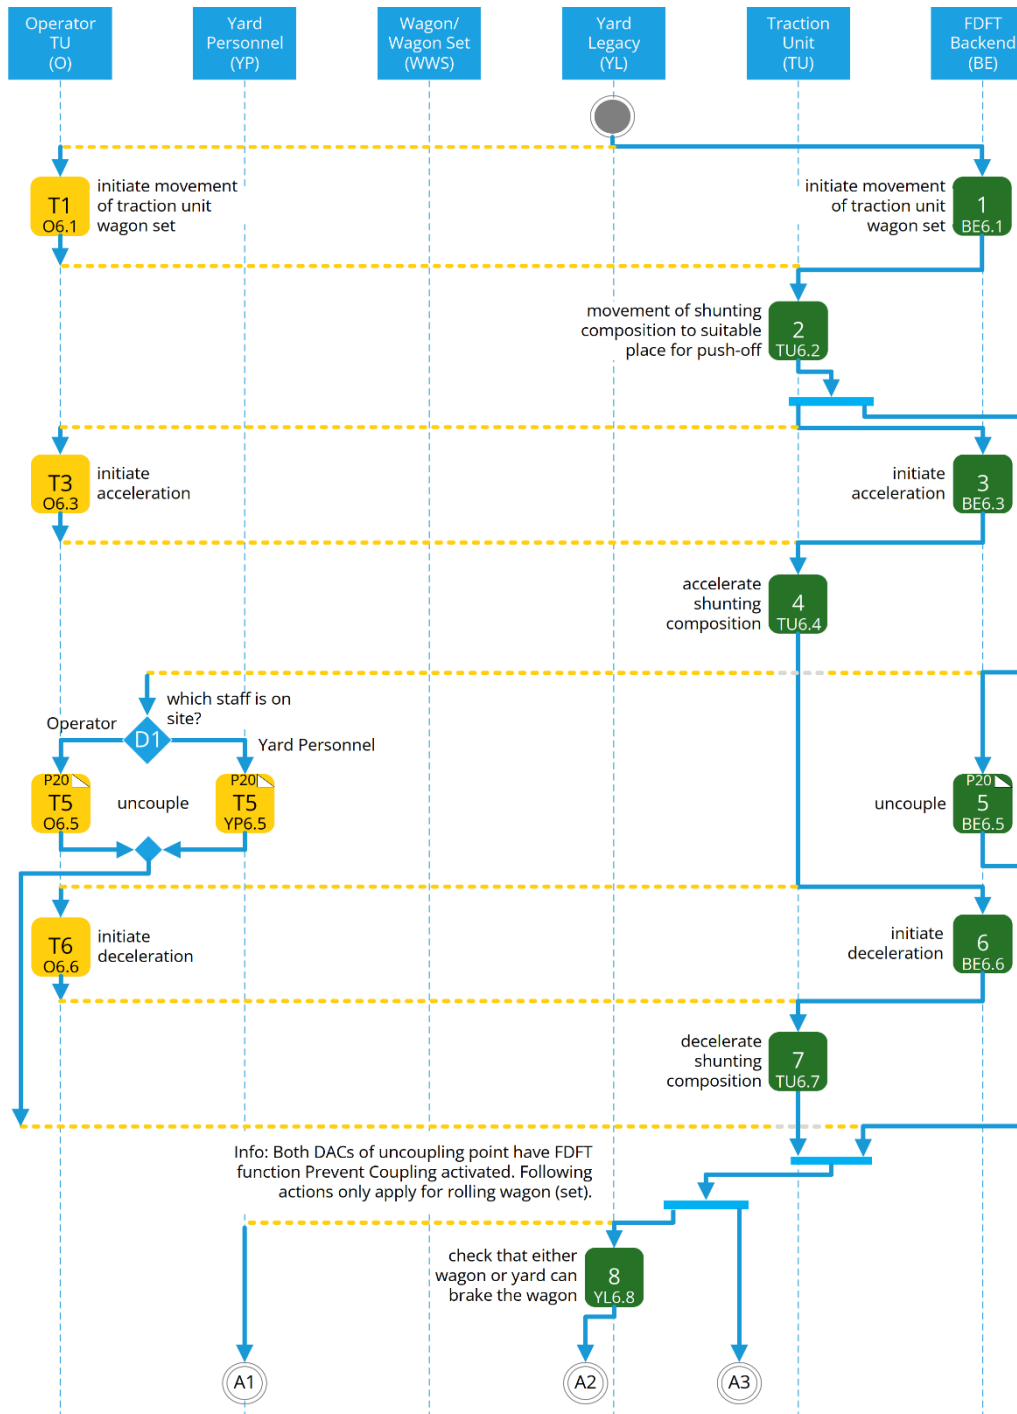 Operator
TU
(O)
Yard
Personnel
(YP)
Wagon/
Wagon Set
(WWS)
Yard
Legacy
(YL)
Traction
Unit
(TU)
FDFT
Backend
(BE)
T1
O6.1
initiate movement
of traction unit
wagon set
initiate movement
of traction unit
wagon set
1
BE6.1
movement of shunting
composition to suitable
place for push-off
2
TU6.2
T3
O6.3
initiate
acceleration
initiate
acceleration
3
BE6.3
accelerate
shunting
composition
4
TU6.4
which staff is on
site?
Operator
D1
Yard Personnel
P20
T5
O6.5
uncouple
P20
T5
YP6.5
uncouple
P20
5
BE6.5
T6
O6.6
initiate
deceleration
initiate
deceleration
6
BE6.6
decelerate
shunting
composition
7
TU6.7
Info: Both DACs of uncoupling point have FDFT
function Prevent Coupling activated. Following
actions only apply for rolling wagon (set).
check that either
wagon or yard can
brake the wagon
8
YL6.8
A1
A2
A3